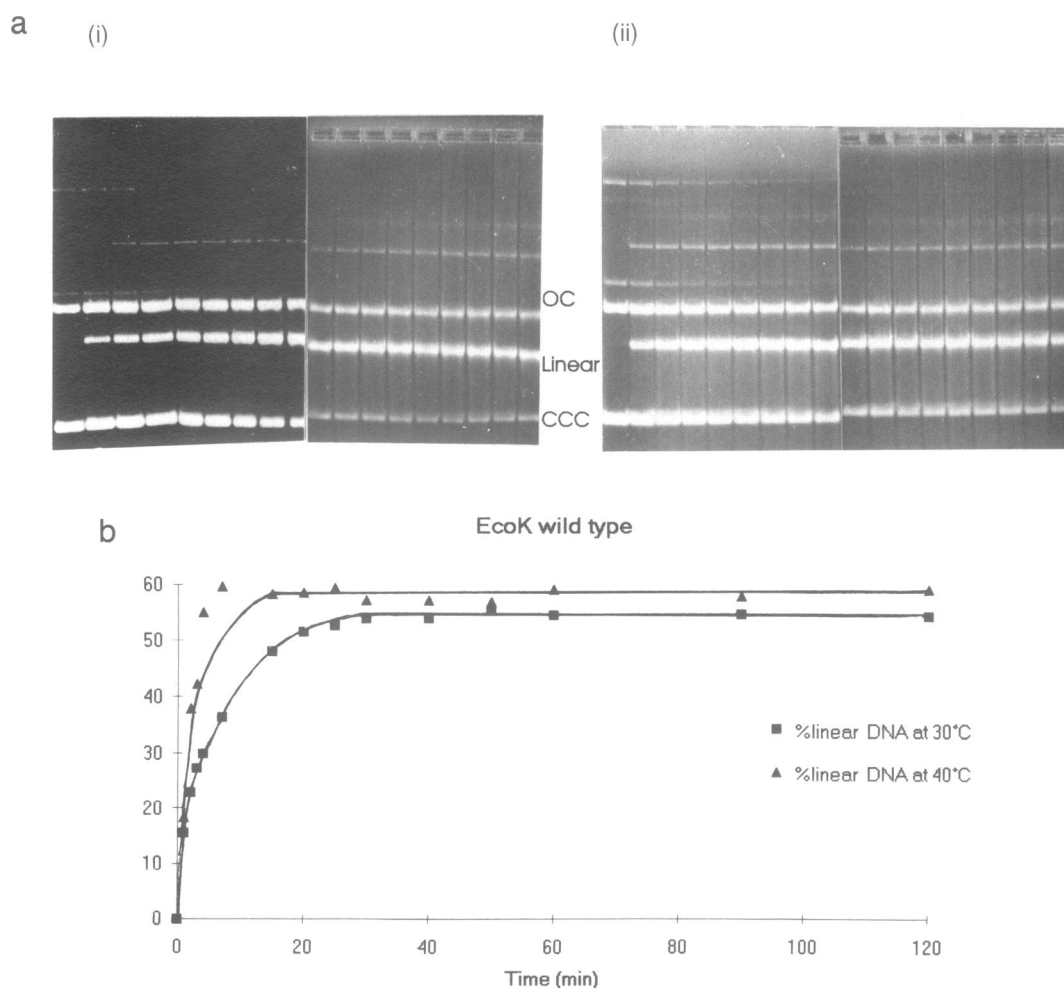 a
(i)
(ii)
OC
Linear
CCC
b
EcoK wild type
60
50
40
30
20
10
0
0 20 40 60 80 100 120
Time (min)
%linear DNA at 30°C
%linear DNA at 40°C